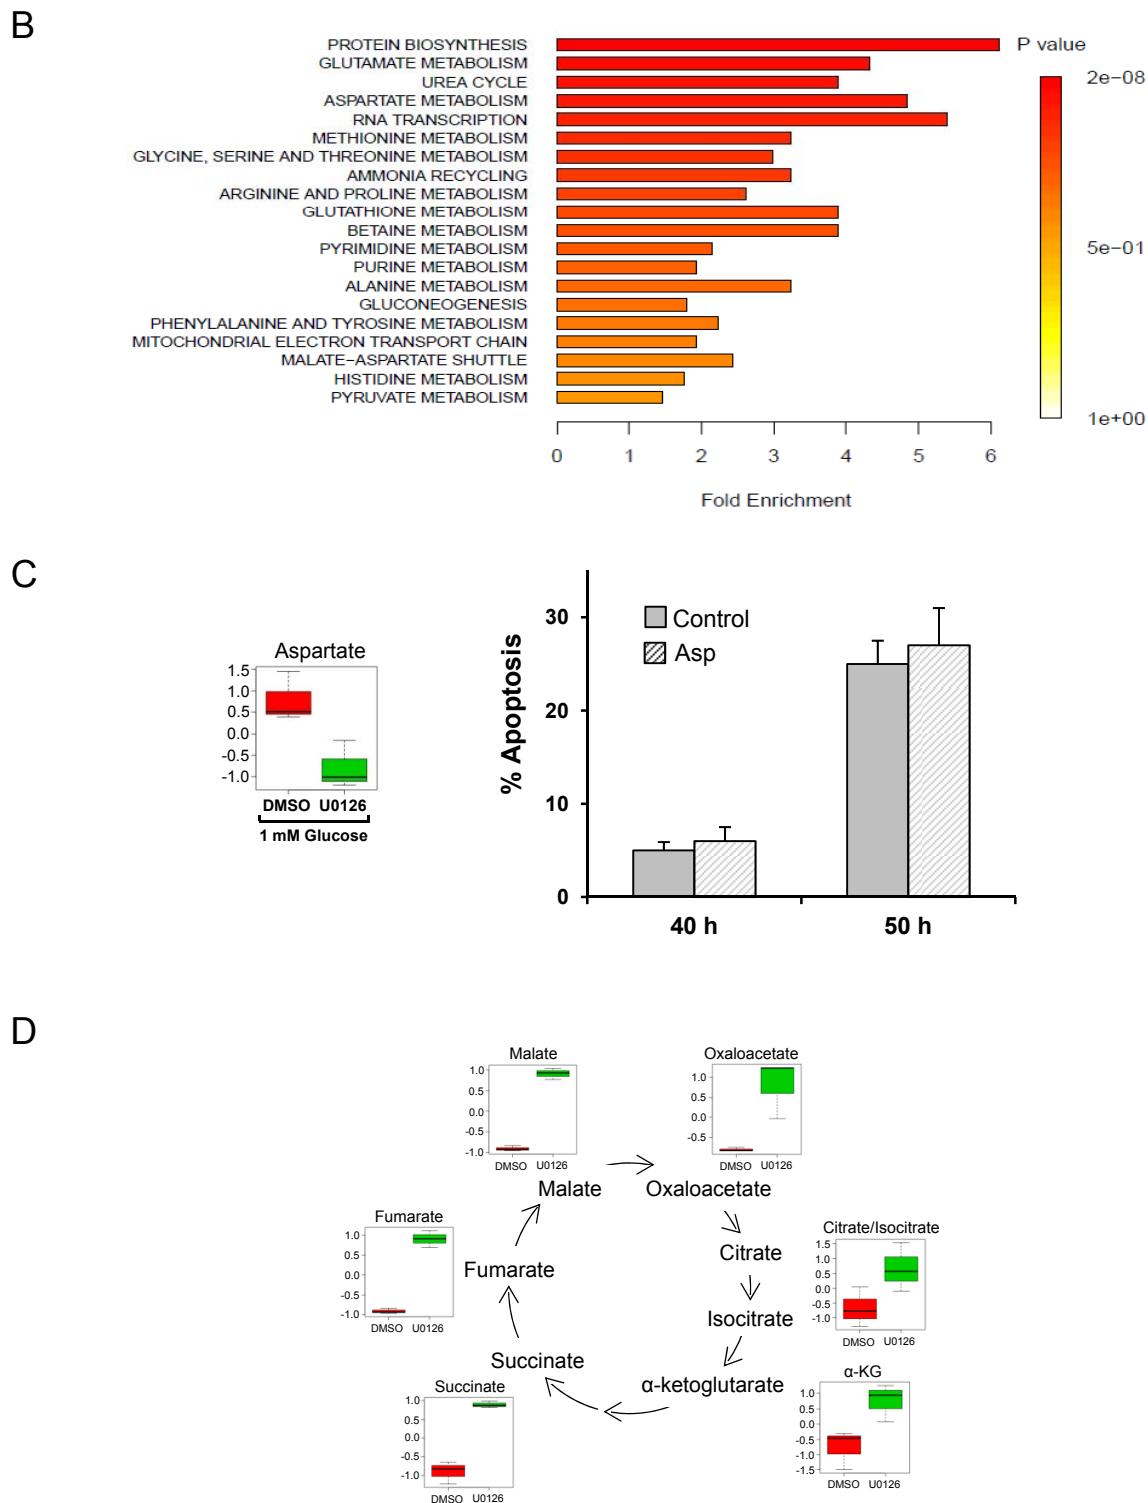 B
PROTEIN BIOSYNTHESIS
GLUTAMATE METABOLISM
UREA CYCLE
ASPARTATE METABOLISM
RNA TRANSCRIPTION
METHIONINE METABOLISM
GLYCINE, SERINE AND THREONINE METABOLISM
AMMONIA RECYCLING
ARGININE AND PROLINE METABOLISM
GLUTATHIONE METABOLISM
BETAINE METABOLISM
PYRIMIDINE METABOLISM
PURINE METABOLISM
ALANINE METABOLISM
GLUCONEOGENESIS
PHENYLALANINE AND TYROSINE METABOLISM
MITOCHONDRIAL ELECTRON TRANSPORT CHAIN
MALATE−ASPARTATE SHUTTLE
HISTIDINE METABOLISM
PYRUVATE METABOLISM
0 1 2 3 4 5 6
Fold Enrichment
P value
2e−08
5e−01
1e+00
C
Aspartate
1.5
1.0
0.5
0.0
-0.5
-1.0
DMSO U0126
1 mM Glucose
% Apoptosis
30
20
10
0
Control
Asp
40 h 50 h
D
Malate
1.0
0.5
0.0
-0.5
-1.0
DMSO U0126
Oxaloacetate
1.0
0.5
0.0
-0.5
DMSO U0126
Malate Oxaloacetate
Fumarate
1.0
0.5
0.0
-0.5
-1.0
DMSO U0126
Fumarate
Citrate
Citrate/Isocitrate
1.5
1.0
0.5
0.0
-0.5
-1.0
DMSO U0126
Isocitrate
Succinate
α-ketoglutarate
Succinate
1.0
0.5
0.0
-0.5
-1.0
DMSO U0126
α-KG
1.0
0.5
0.0
-0.5
-1.0
-1.5
DMSO U0126